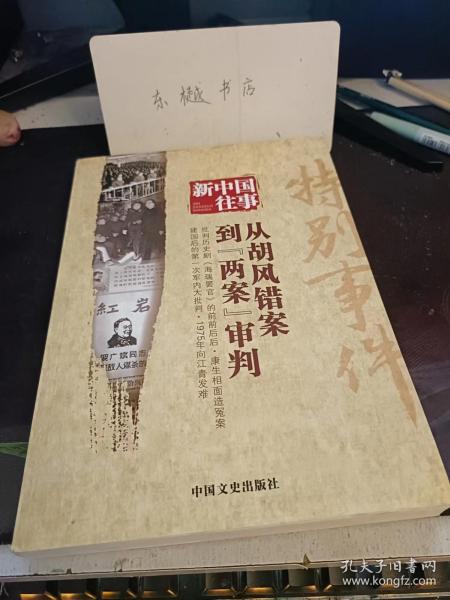 东樾书店
特别事件
新中国
往事
从胡风错案
到『两案』审判
批判历史剧《海瑞罢官》的前前后后·康生相面造冤案
建国后的第一次军内大批判·1975年向江青发难
紅岩
罗广斌
中国文史出版社
孔夫子旧书网
www.kongfz.com